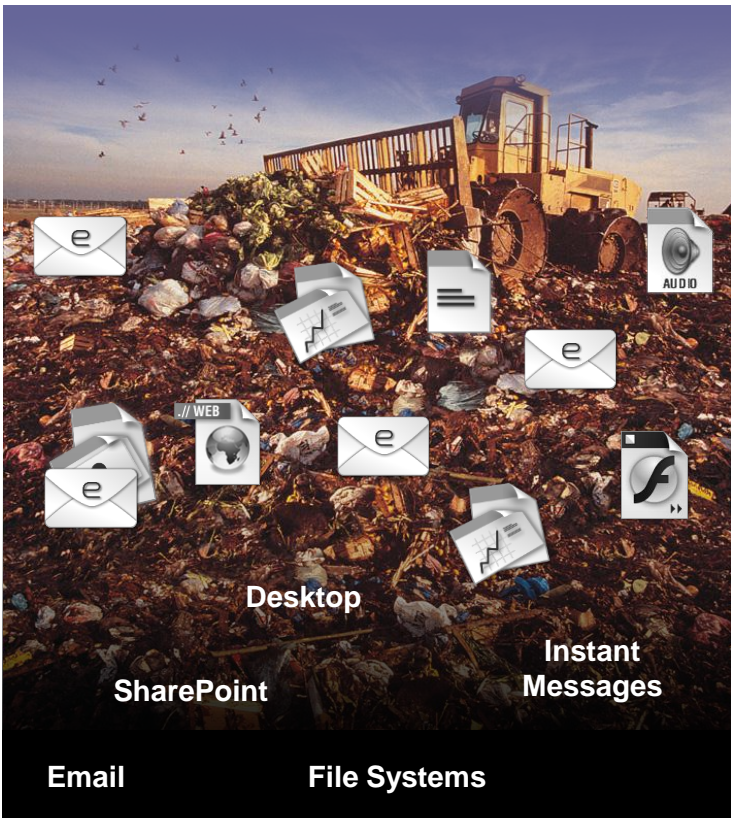 e
AUDIO
e
.// WEB
e
e
Desktop
Instant
Messages
SharePoint
Email
File Systems